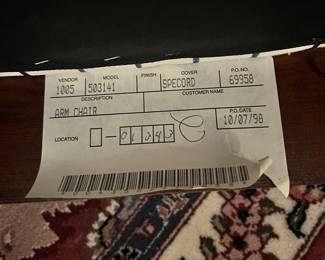 VENDOR MODEL FINISH COVER P.O. NO.
1005 503141 SPECORD 69958
DESCRIPTION CUSTOMER NAME
ARM CHAIR
P.O. DATE
10/07/98
LOCATION - 01243